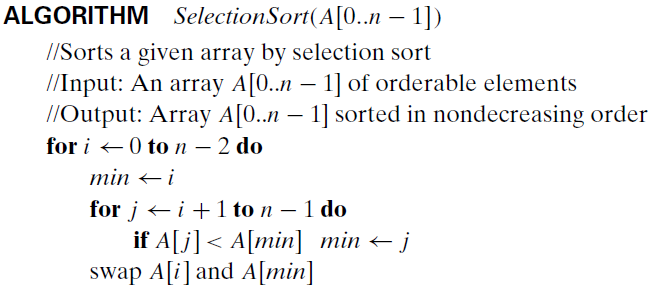 ALGORITHM SelectionSort(A[0..n − 1])
//Sorts a given array by selection sort
//Input: An array A[0..n − 1] of orderable elements
//Output: Array A[0..n − 1] sorted in nondecreasing order
for i ← 0 to n − 2 do
min ← i
for j ← i + 1 to n − 1 do
if A[j] < A[min] min ← j
swap A[i] and A[min]